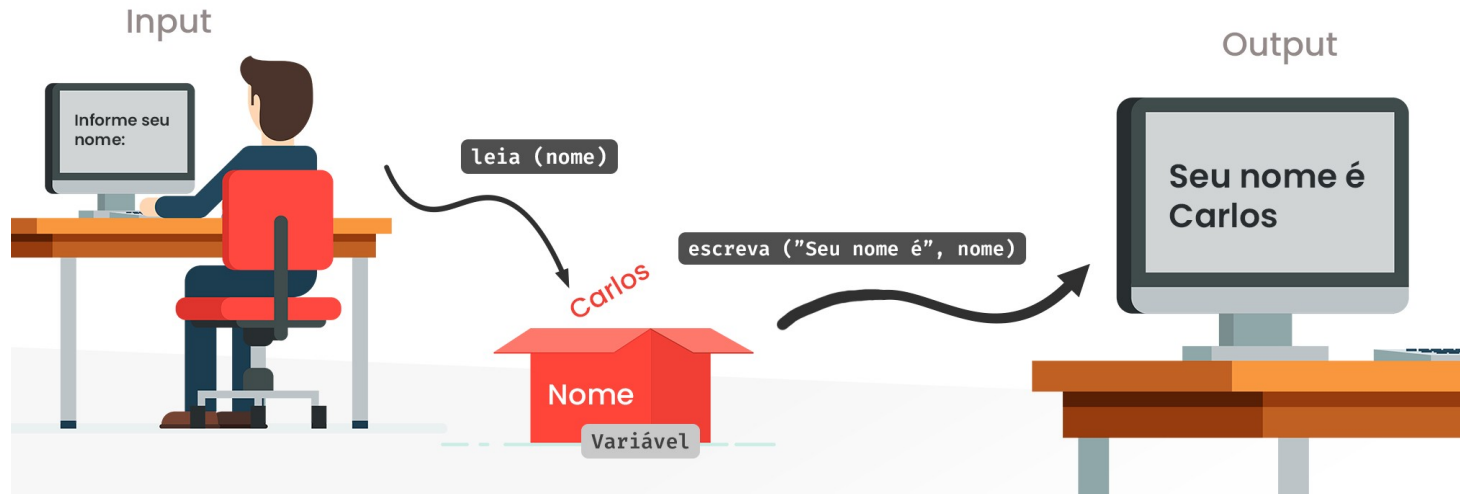 Input
Output
Informe seu
nome:
leia (nome)
Carlos
escreva (”Seu nome é”, nome)
Seu nome é
Carlos
Nome
Variável